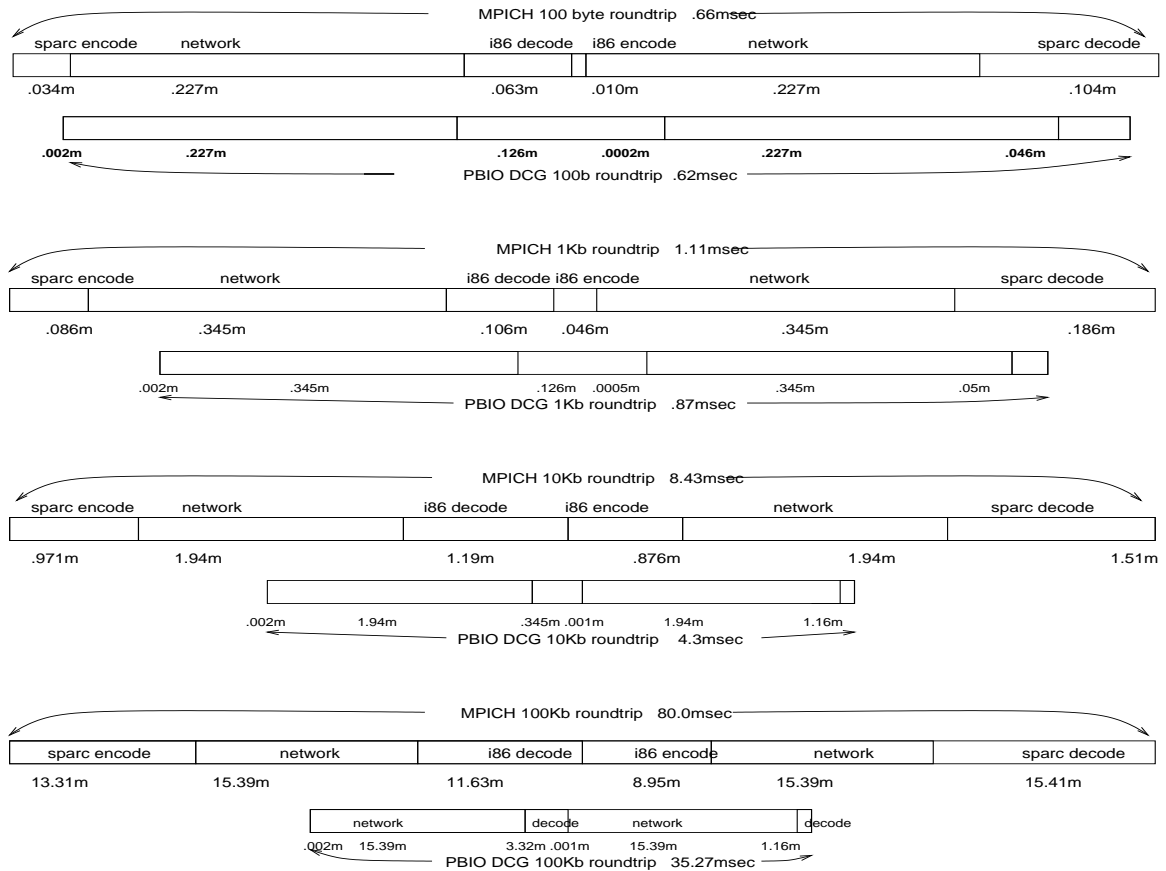 MPICH 100 byte roundtrip .66msec
sparc encode network i86 decode i86 encode network sparc decode
.034m .227m .063m .010m .227m .104m
.002m .227m .126m .0002m .227m .046m
PBIO DCG 100b roundtrip .62msec
MPICH 1Kb roundtrip 1.11msec
sparc encode network i86 decode i86 encode network sparc decode
.086m .345m .106m .046m .345m .186m
.002m .345m .126m .0005m .345m .05m
PBIO DCG 1Kb roundtrip .87msec
MPICH 10Kb roundtrip 8.43msec
sparc encode network i86 decode i86 encode network sparc decode
.971m 1.94m 1.19m .876m 1.94m 1.51m
.002m 1.94m .345m .001m 1.94m 1.16m
PBIO DCG 10Kb roundtrip 4.3msec
MPICH 100Kb roundtrip 80.0msec
sparc encode network i86 decode i86 encode network sparc decode
13.31m 15.39m 11.63m 8.95m 15.39m 15.41m
network decode network decode
.002m 15.39m 3.32m .001m 15.39m 1.16m
PBIO DCG 100Kb roundtrip 35.27msec